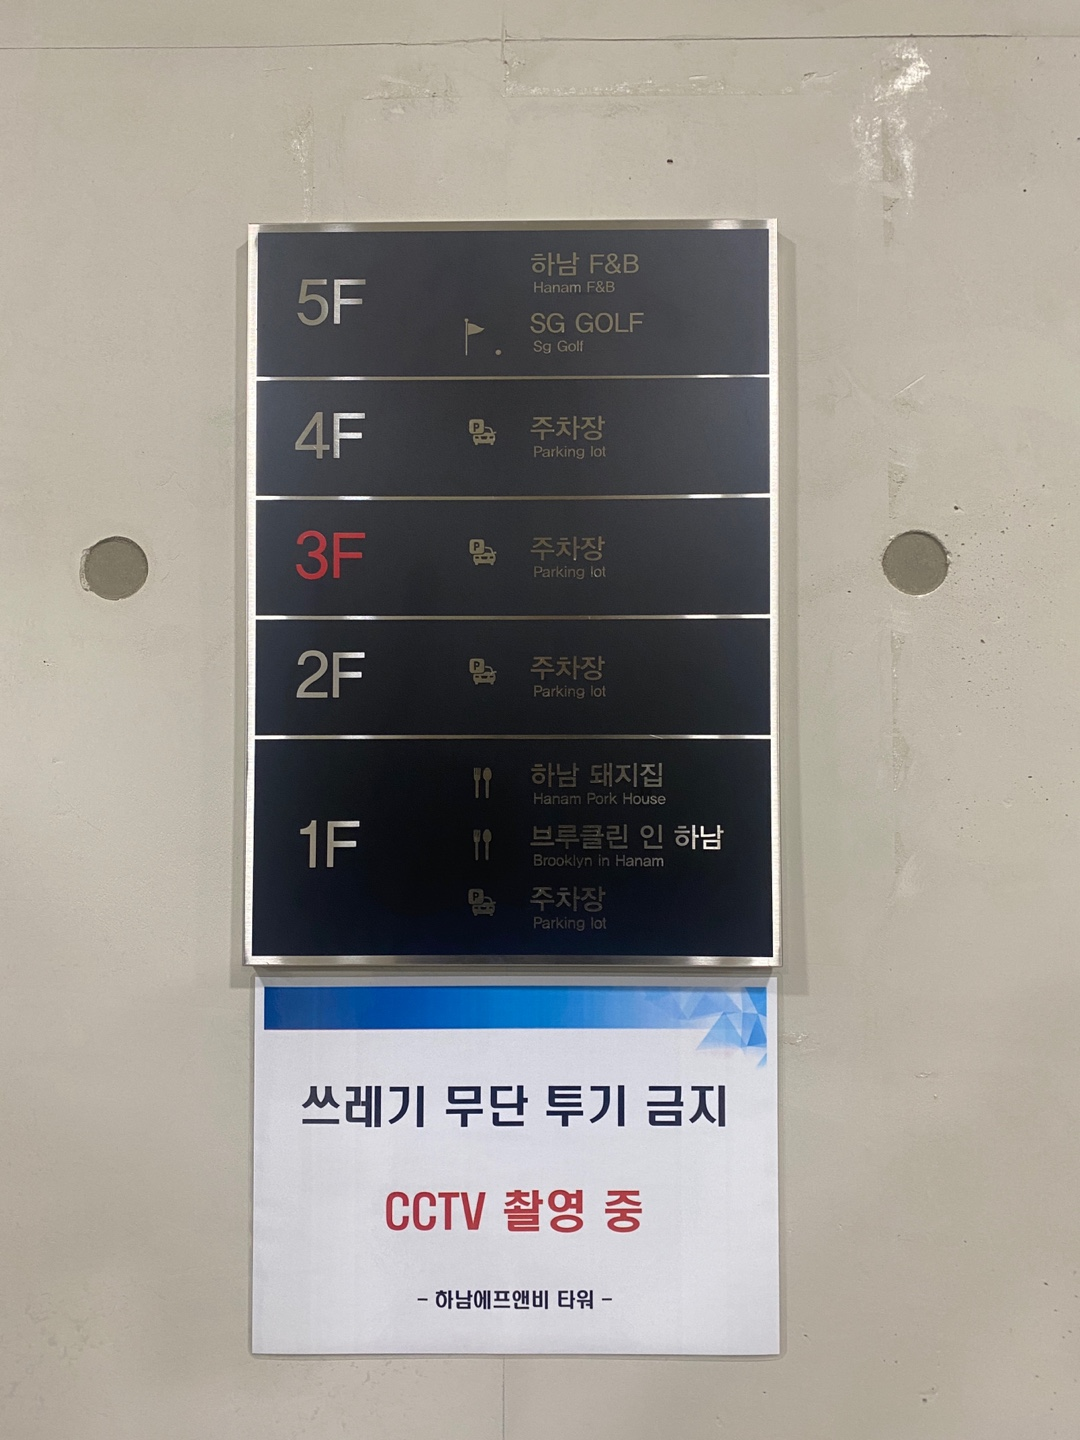 5F
하남 F&B
Hanam F&B
SG GOLF
Sg Golf
4F
P
주차장
Parking lot
3F
P
주차장
Parking lot
2F
P
주차장
Parking lot
1F
하남 돼지집
Hanam Pork House
브루클린 인 하남
Brooklyn in Hanam
P
주차장
Parking lot
쓰레기 무단 투기 금지
CCTV 촬영 중
- 하남에프앤비 타워 -